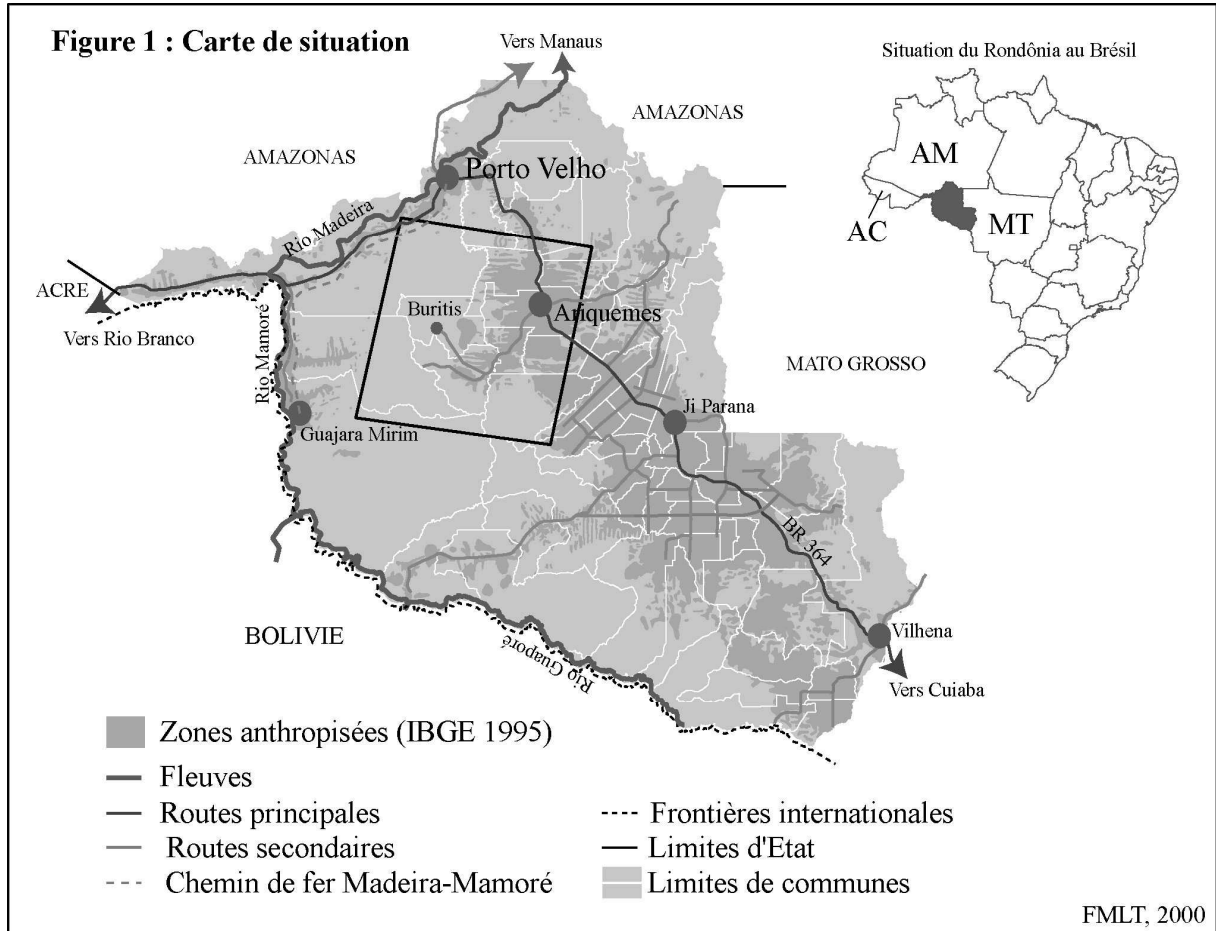 Figure 1 : Carte de situation
Vers Manaus
Situation du Rondônia au Brésil
AMAZONAS
AMAZONAS
AM
AC
MT
Porto Velho
Rio Madeira
ACRE
Vers Rio Branco
Buritis
Ariquemes
Rio Mamoré
MATO GROSSO
Ji Parana
Guajara Mirim
BR 364
BOLIVIE
Rio Guaporé
Vilhena
Vers Cuiaba
Zones anthropisées (IBGE 1995)
Fleuves
Routes principales
Frontières internationales
Routes secondaires
Limites d'Etat
Chemin de fer Madeira-Mamoré
Limites de communes
FMLT, 2000